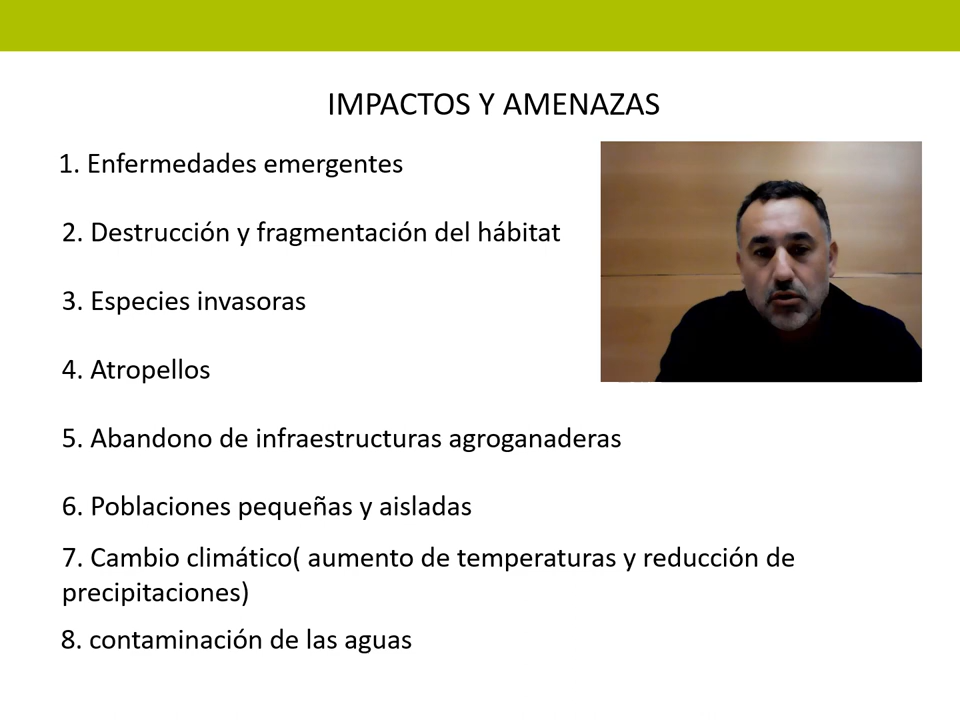 IMPACTOS Y AMENAZAS
1. Enfermedades emergentes
2. Destrucción y fragmentación del hábitat
3. Especies invasoras
4. Atropellos
5. Abandono de infraestructuras agroganaderas
6. Poblaciones pequeñas y aisladas
7. Cambio climático( aumento de temperaturas y reducción de
precipitaciones)
8. contaminación de las aguas